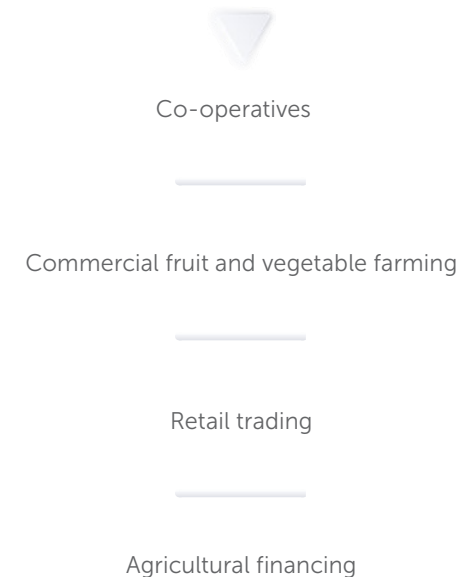 Co-operatives
Commercial fruit and vegetable farming
Retail trading
Agricultural financing